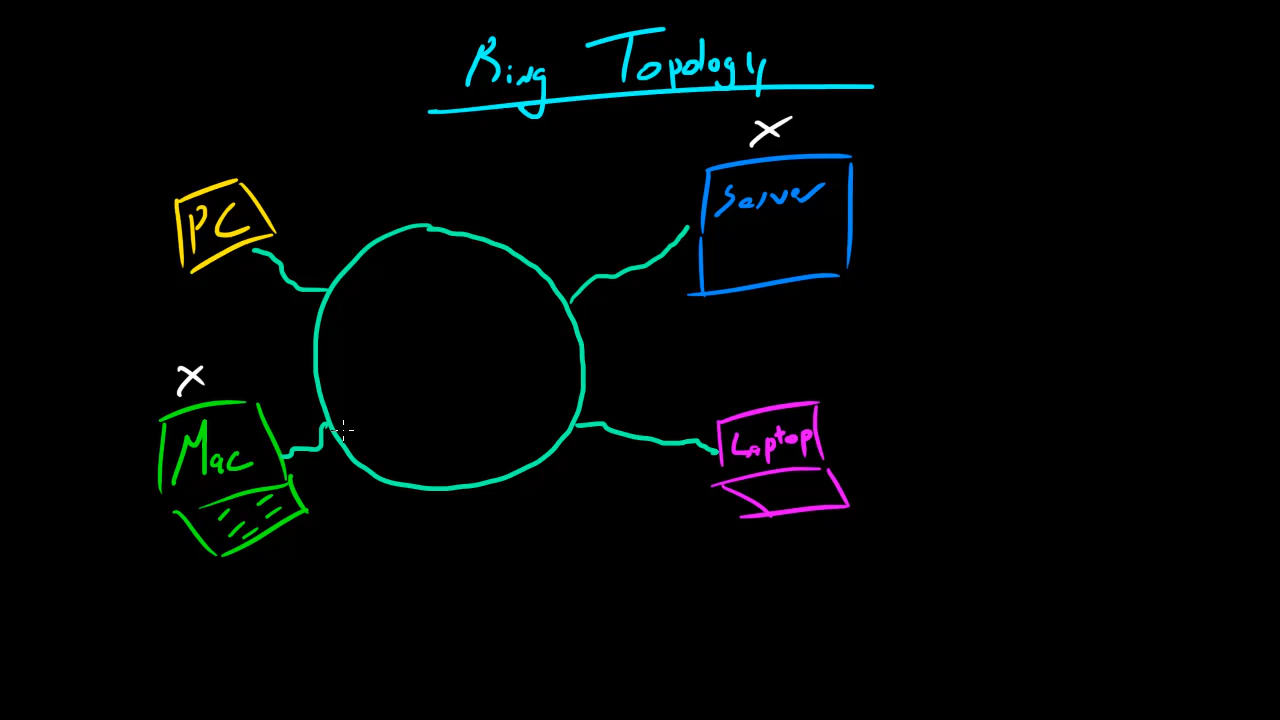 Ring Topology
X
PC
Server
X
Mac
Laptop